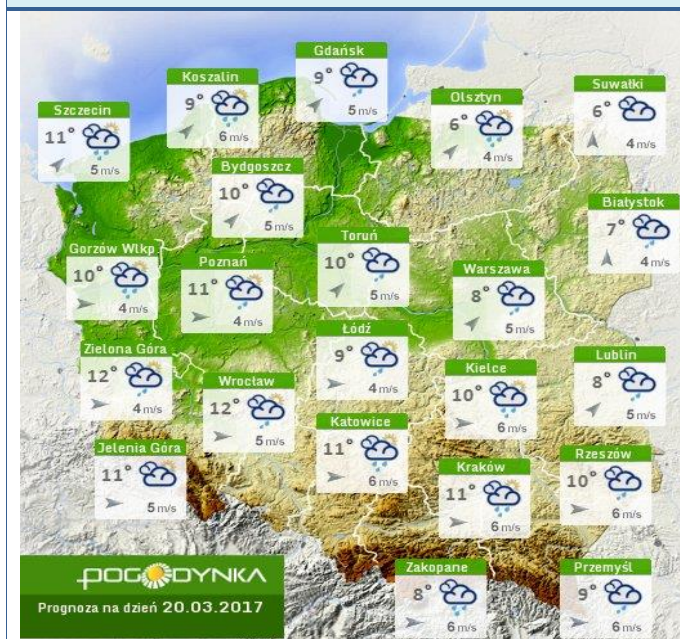 Gdańsk
9°
5 m/s
Koszalin
9°
6 m/s
Szczecin
11°
5 m/s
Olsztyn
6°
4 m/s
Suwałki
6°
4 m/s
Bydgoszcz
10°
5 m/s
Białystok
7°
4 m/s
Gorzów Wlkp.
10°
4 m/s
Poznań
11°
4 m/s
Toruń
10°
5 m/s
Warszawa
8°
5 m/s
Łódź
9°
4 m/s
Zielona Góra
12°
4 m/s
Wrocław
12°
5 m/s
Kielce
10°
6 m/s
Lublin
8°
5 m/s
Katowice
11°
6 m/s
Jelenia Góra
11°
5 m/s
Kraków
11°
6 m/s
Rzeszów
10°
6 m/s
Zakopane
8°
6 m/s
Przemyśl
9°
6 m/s
POGODYNKA
Prognoza na dzień 20.03.2017